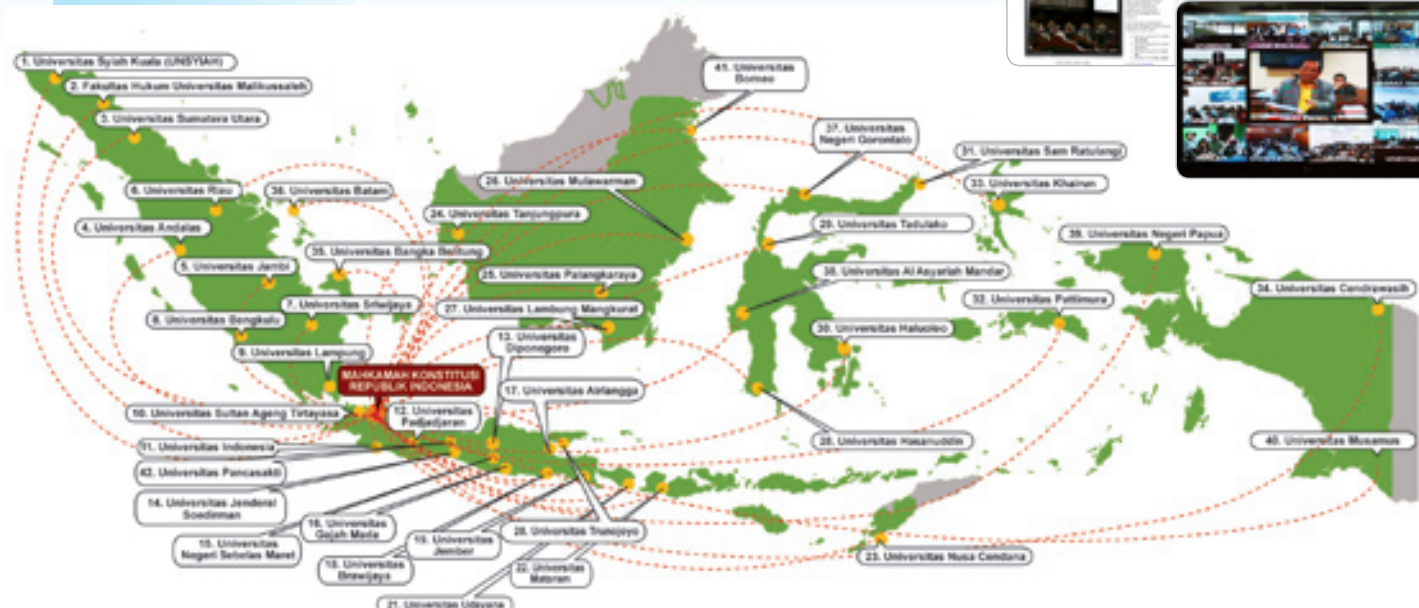 1. Universitas Syiah Kuala (UNSYIAH)
2. Fakultas Hukum Universitas Malikussaleh
3. Universitas Sumatera Utara
41. Universitas
Borneo
37. Universitas
Negeri Gorontalo
31. Universitas Sam Ratulangi
33. Universitas Khairun
6. Universitas Riau
36. Universitas Batam
26. Universitas Mulawarman
4. Universitas Andalas
24. Universitas Tanjungpura
29. Universitas Tadulako
39. Universitas Negeri Papua
35. Universitas Bangka Belitung
5. Universitas Jambi
25. Universitas Palangkaraya
38. Universitas Al Asyariah Mandar
34. Universitas Cendrawasih
7. Universitas Sriwijaya
27. Universitas Lambung Mangkurat
32. Universitas Pattimura
8. Universitas Bengkulu
13. Universitas
Diponegoro
30. Universitas Haluoleo
9. Universitas Lampung
MAHKAMAH KONSTITUSI
REPUBLIK INDONESIA
17. Universitas Airlangga
10. Universitas Sultan Ageng Tirtayasa
12. Universitas
Padjadjaran
11. Universitas Indonesia
28. Universitas Hasanuddin
40. Universitas Musamus
42. Universitas Pancasakti
14. Universitas Jenderal
Soedirman
16. Universitas
Gajah Mada
20. Universitas Trunojoyo
15. Universitas
Negeri Sebelas Maret
19. Universitas
Jember
23. Universitas Nusa Cendana
18. Universitas
Brawijaya
22. Universitas
Mataram
21. Universitas Udayana